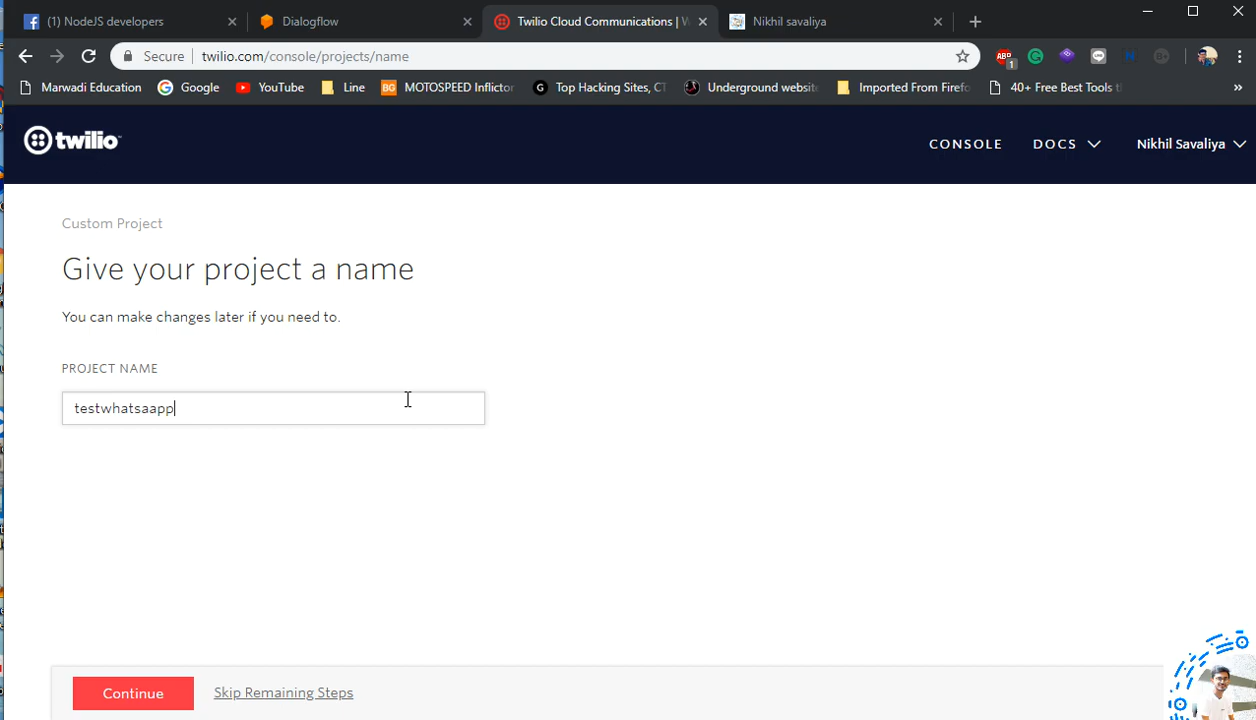 (1) NodeJS developers
Dialogflow
Twilio Cloud Communications | W
Nikhil savaliya
Secure twilio.com/console/projects/name
ABP
1
Marwadi Education
Google
YouTube
Line
BG MOTOSPEED Inflictor
G Top Hacking Sites, CT
Underground website
Imported From Firefo
40+ Free Best Tools t
»
twilio
CONSOLE
DOCS
Nikhil Savaliya
Custom Project
Give your project a name
You can make changes later if you need to.
PROJECT NAME
testwhatsaapp
Continue
Skip Remaining Steps